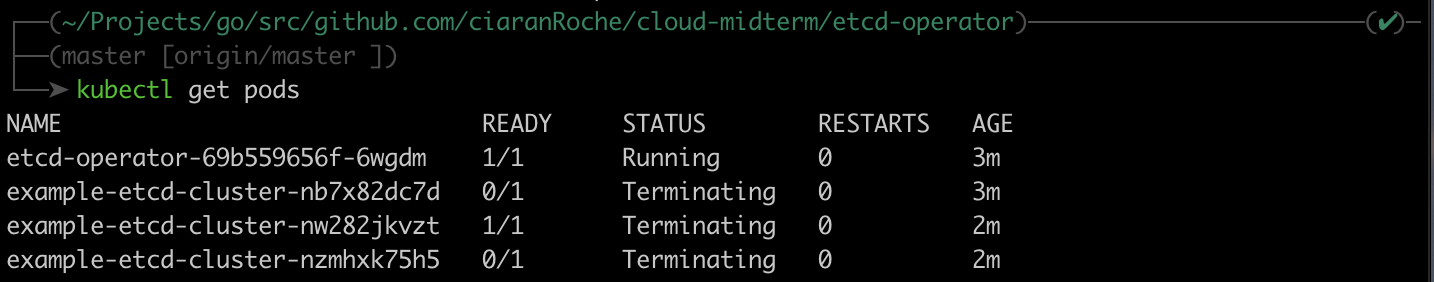 (~/Projects/go/src/github.com/ciaranRoche/cloud-midterm/etcd-operator) (✔)
(master [origin/master ])
➤ kubectl get pods
NAME READY STATUS RESTARTS AGE
etcd-operator-69b559656f-6wgdm 1/1 Running 0 3m
example-etcd-cluster-nb7x82dc7d 0/1 Terminating 0 3m
example-etcd-cluster-nw282jkvzt 1/1 Terminating 0 2m
example-etcd-cluster-nzmhxk75h5 0/1 Terminating 0 2m